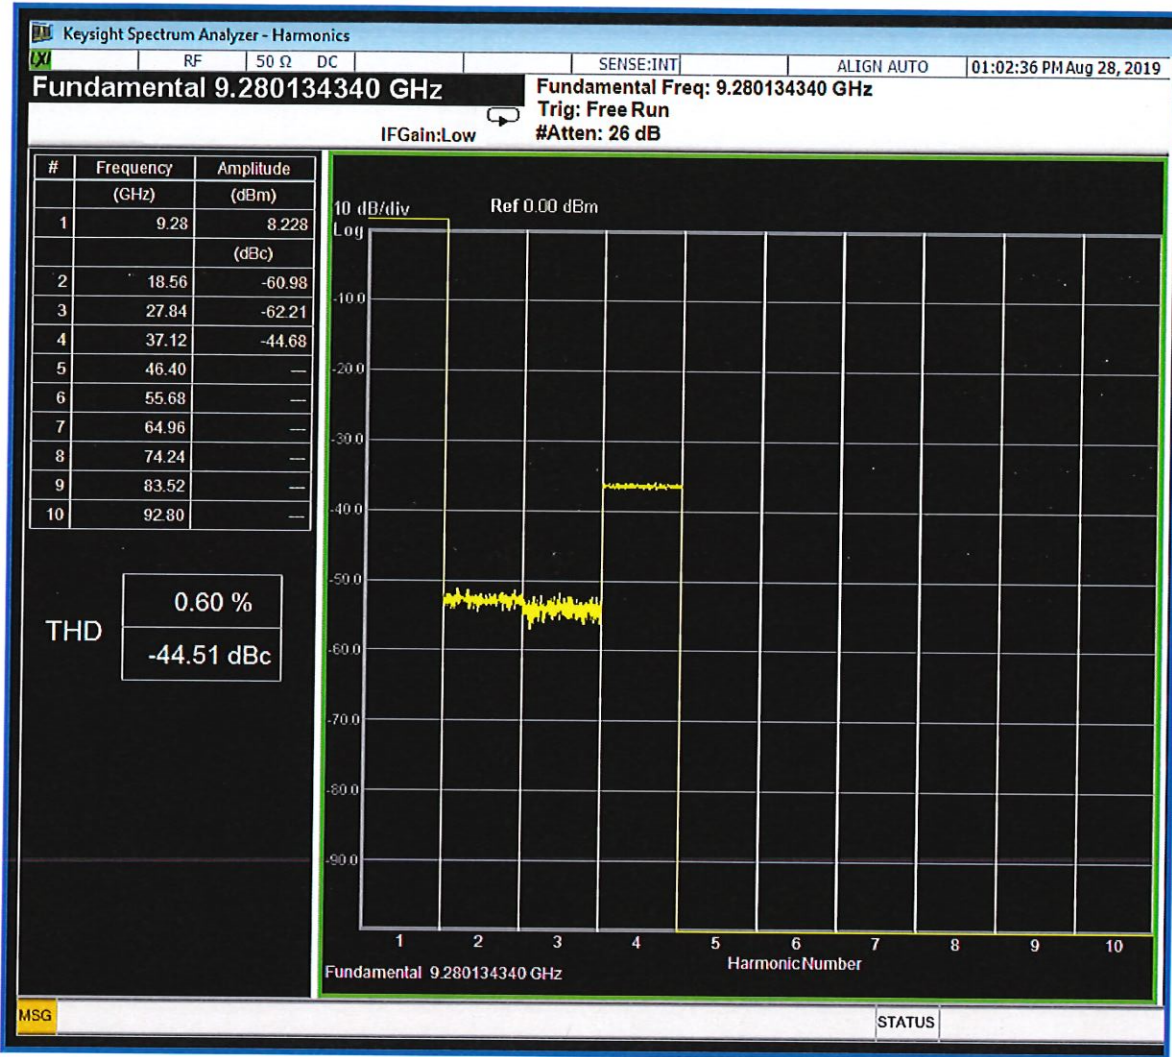 Keysight Spectrum Analyzer - Harmonics
LXI RF 50 Ω DC SENSE:INT ALIGN AUTO 01:02:36 PM Aug 28, 2019
Fundamental 9.280134340 GHz
Fundamental Freq: 9.280134340 GHz
Trig: Free Run
IFGain:Low #Atten: 26 dB
# Frequency Amplitude
(GHz) (dBm)
1 9.28 8.228
(dBc)
2 18.56 -60.98
3 27.84 -62.21
4 37.12 -44.68
5 46.40 ---
6 55.68 ---
7 64.96 ---
8 74.24 ---
9 83.52 ---
10 92.80 ---
THD
0.60 %
-44.51 dBc
10 dB/div Ref 0.00 dBm
Log
-10.0
-20.0
-30.0
-40.0
-50.0
-60.0
-70.0
-80.0
-90.0
1 2 3 4 5 6 7 8 9 10
Harmonic Number
Fundamental 9.280134340 GHz
MSG STATUS